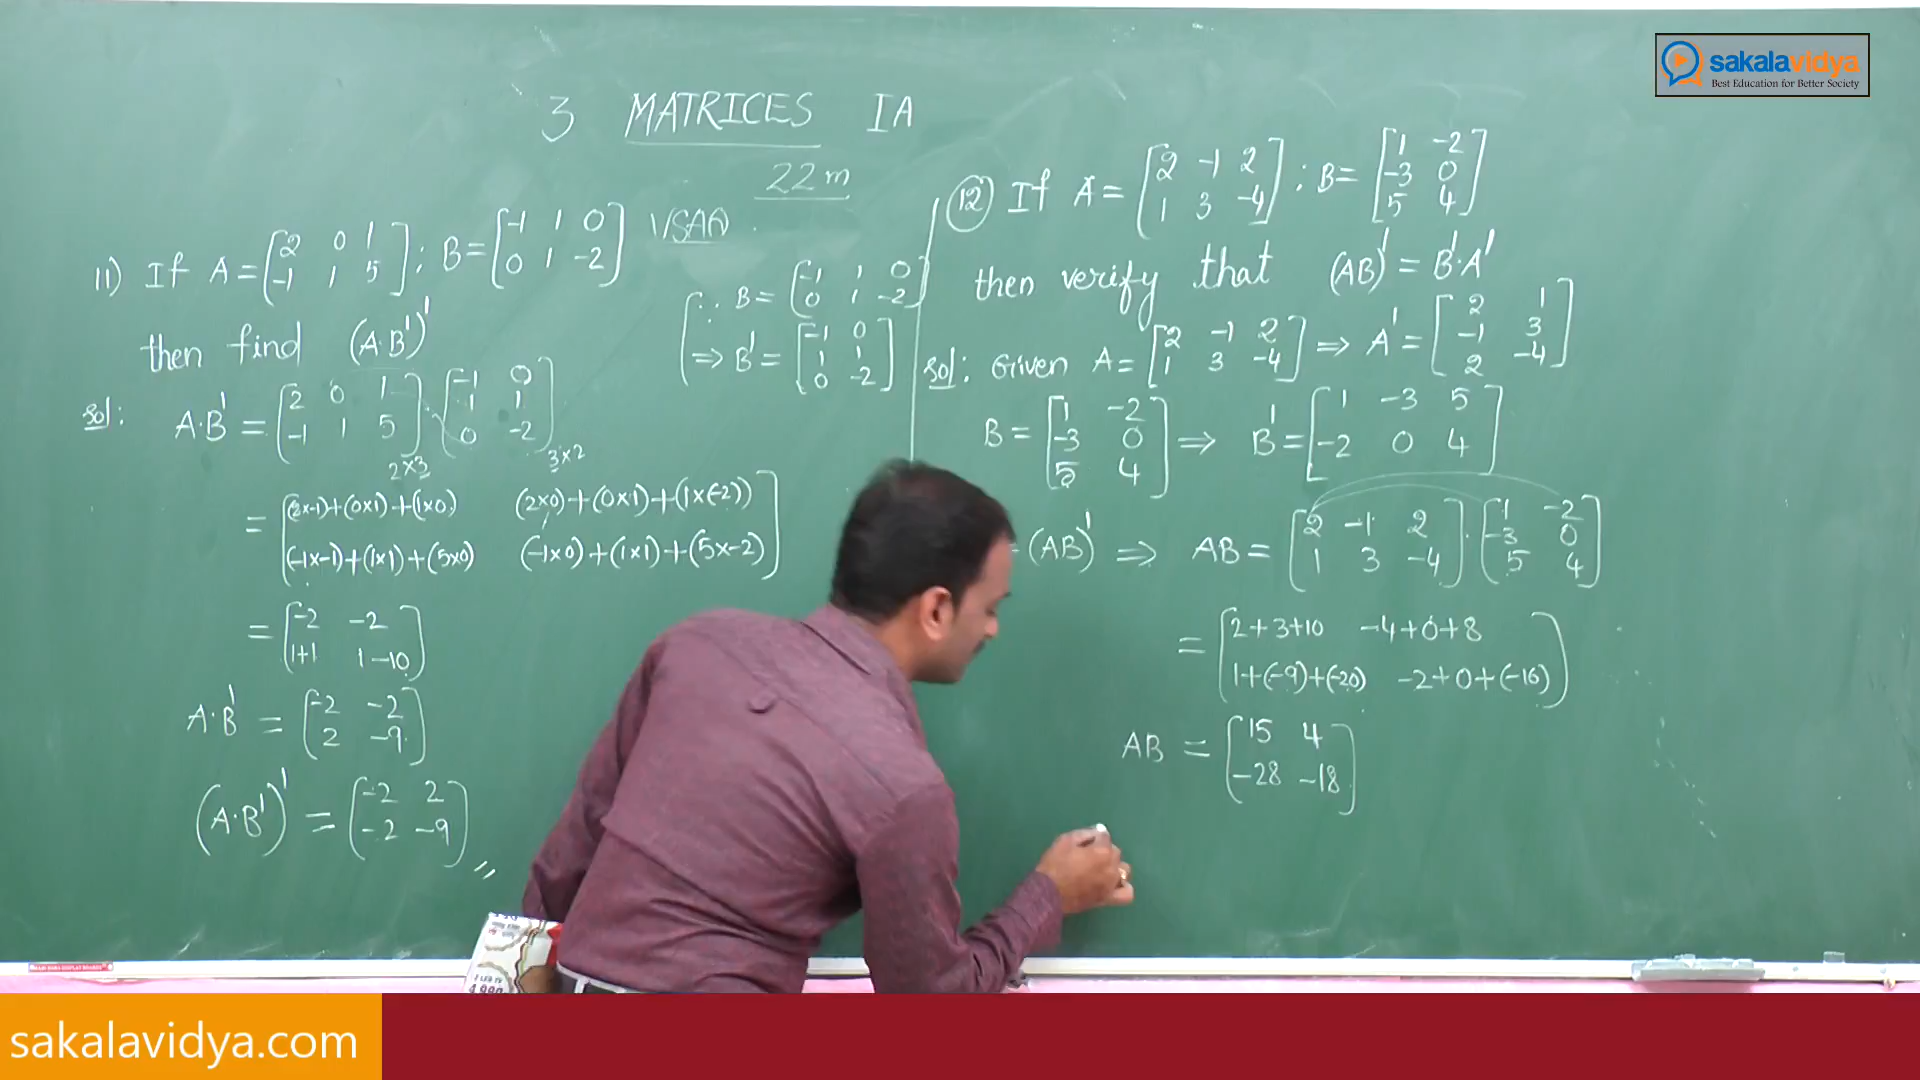 sakalavidya
Best Education for Better Society
3 MATRICES IA
22m
VSAQ
11) If A = [2 0 1
-1 1 5]; B = [-1 1 0
0 1 -2]
then find (A·B')'
∴ B = [-1 1 0
0 1 -2]
⇒ B' = [-1 0
1 1
0 -2]
Sol: A·B' = [2 0 1
-1 1 5] 2×3 [-1 0
1 1
0 -2] 3×2
= [(2×-1)+(0×1)+(1×0) (2×0)+(0×1)+(1×(-2))
(-1×-1)+(1×1)+(5×0) (-1×0)+(1×1)+(5×-2)]
= [-2 -2
1+1 1-10]
A·B' = [-2 -2
2 -9]
(A·B')' = [-2 2
-2 -9]
12 If A = [2 -1 2
1 3 -4]; B = [1 -2
-3 0
5 4]
then verify that (AB)' = B'·A'
Sol: Given A = [2 -1 2
1 3 -4] ⇒ A' = [2 1
-1 3
2 -4]
B = [1 -2
-3 0
5 4] ⇒ B' = [1 -3 5
-2 0 4]
(AB)' ⇒ AB = [2 -1 2
1 3 -4]·[1 -2
-3 0
5 4]
= [2+3+10 -4+0+8
1+(-9)+(-20) -2+0+(-16)]
AB = [15 4
-28 -18]
sakalavidya.com